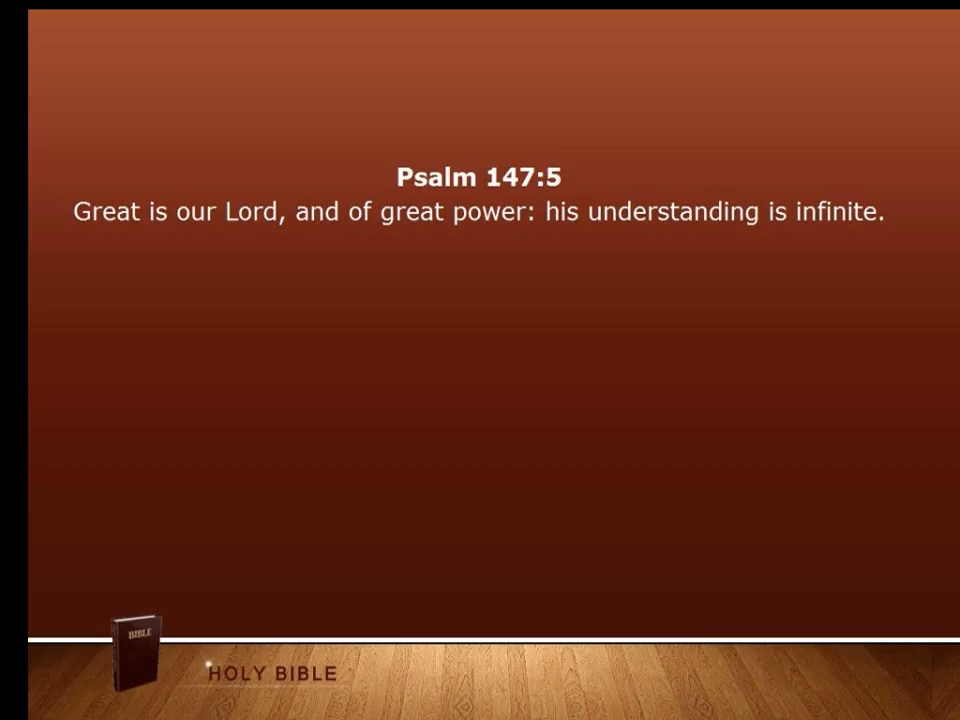 Psalm 147:5
Great is our Lord, and of great power: his understanding is infinite.
BIBLE
HOLY BIBLE